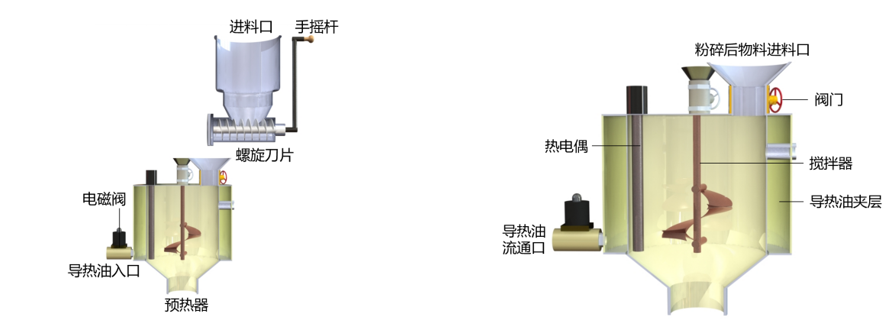 进料口
手摇杆
螺旋刀片
电磁阀
导热油入口
预热器
粉碎后物料进料口
阀门
热电偶
搅拌器
导热油夹层
导热油
流通口